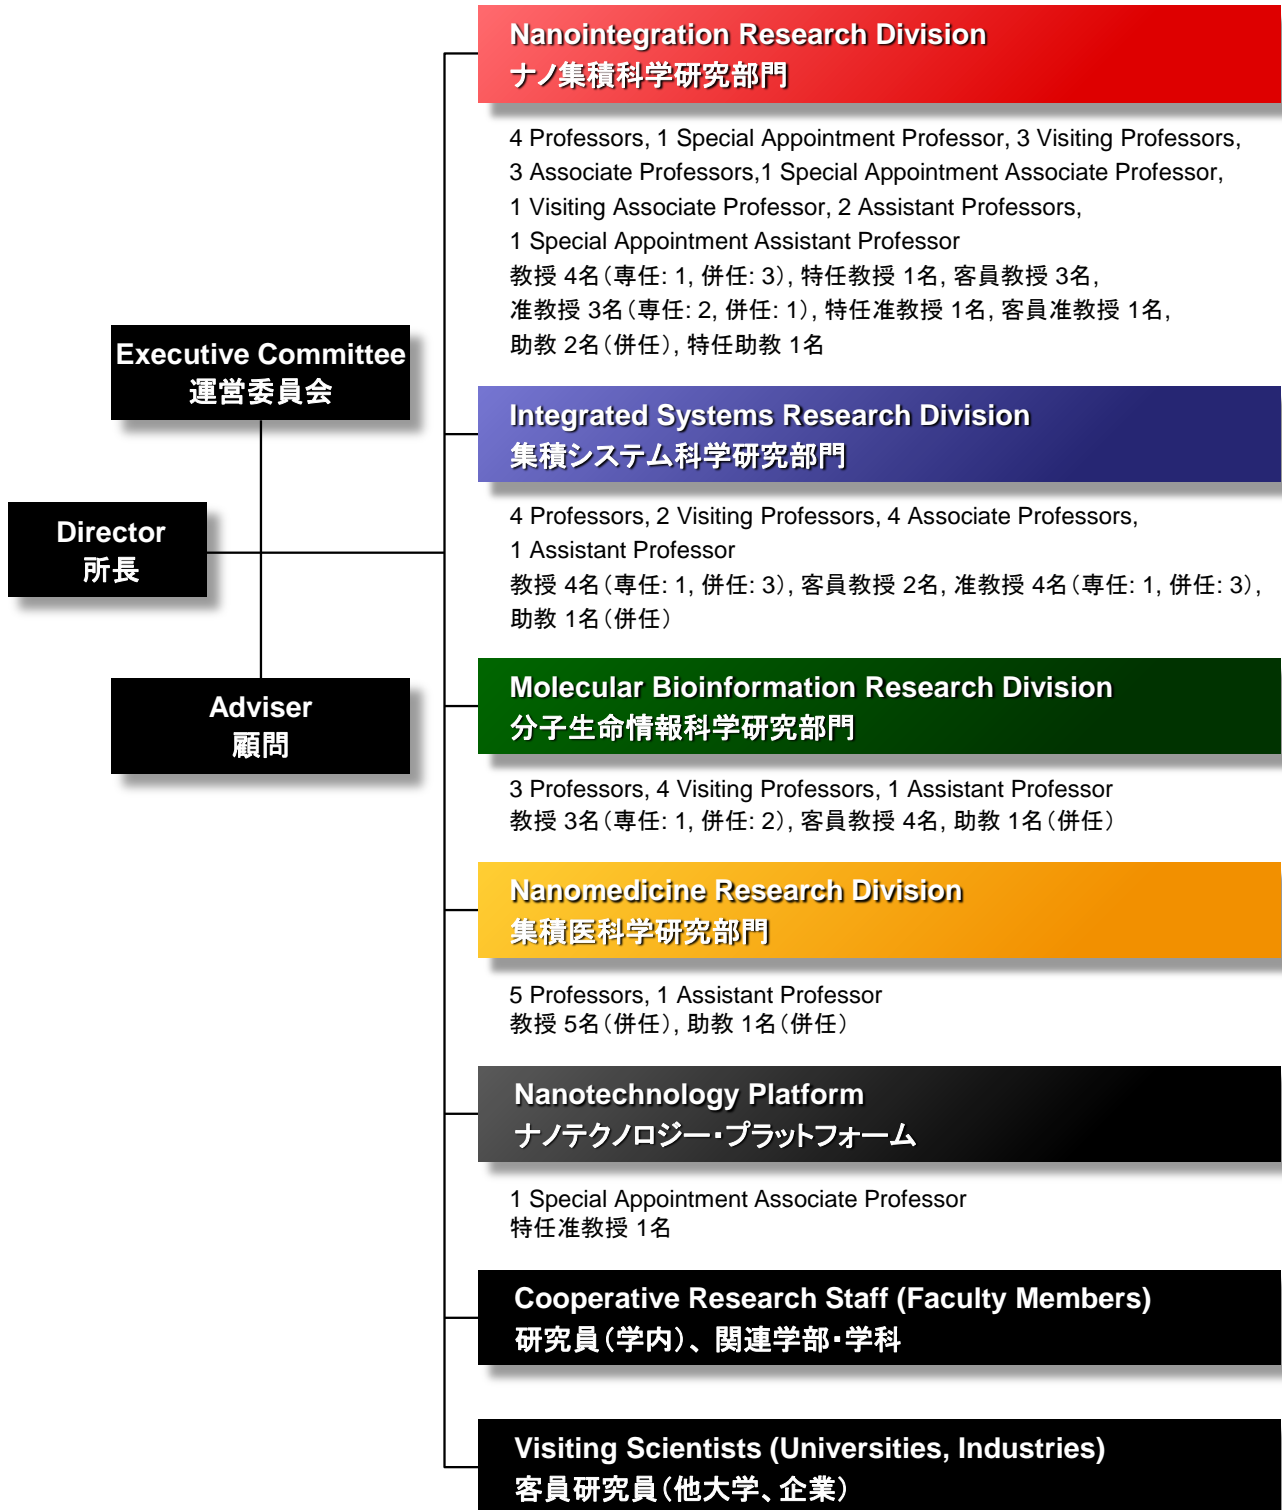 Nanointegration Research Division
ナノ集積科学研究部門
4 Professors, 1 Special Appointment Professor, 3 Visiting Professors,
3 Associate Professors,1 Special Appointment Associate Professor,
1 Visiting Associate Professor, 2 Assistant Professors,
1 Special Appointment Assistant Professor
教授 4名（専任: 1, 併任: 3）, 特任教授 1名, 客員教授 3名,
准教授 3名（専任: 2, 併任: 1）, 特任准教授 1名, 客員准教授 1名,
助教 2名（併任）, 特任助教 1名
Executive Committee
運営委員会
Integrated Systems Research Division
集積システム科学研究部門
4 Professors, 2 Visiting Professors, 4 Associate Professors,
1 Assistant Professor
教授 4名（専任: 1, 併任: 3）, 客員教授 2名, 准教授 4名（専任: 1, 併任: 3）,
助教 1名（併任）
Director
所長
Adviser
顧問
Molecular Bioinformation Research Division
分子生命情報科学研究部門
3 Professors, 4 Visiting Professors, 1 Assistant Professor
教授 3名（専任: 1, 併任: 2）, 客員教授 4名, 助教 1名（併任）
Nanomedicine Research Division
集積医科学研究部門
5 Professors, 1 Assistant Professor
教授 5名（併任）, 助教 1名（併任）
Nanotechnology Platform
ナノテクノロジー・プラットフォーム
1 Special Appointment Associate Professor
特任准教授 1名
Cooperative Research Staff (Faculty Members)
研究員（学内）、関連学部・学科
Visiting Scientists (Universities, Industries)
客員研究員（他大学、企業）